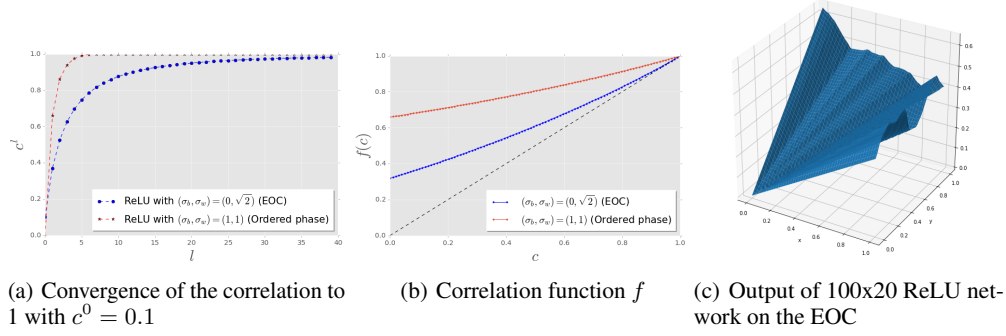 1.0
0.8
0.6
0.4
0.2
0.0
c^l
0 5 10 15 20 25 30 35 40
l
ReLU with (σ_b, σ_w) = (0, √2) (EOC)
ReLU with (σ_b, σ_w) = (1, 1) (Ordered phase)
(a) Convergence of the correlation to
1 with c^0 = 0.1
1.0
0.8
0.6
0.4
0.2
0.0
f(c)
0.0 0.2 0.4 0.6 0.8 1.0
c
(σ_b, σ_w) = (0, √2) (EOC)
(σ_b, σ_w) = (1, 1) (Ordered phase)
(b) Correlation function f
0.6
0.5
0.4
0.3
0.2
0.1
0.0
0.0 0.2 0.4 0.6 0.8 1.0
x
0.0 0.2 0.4 0.6 0.8 1.0
y
(c) Output of 100x20 ReLU net-
work on the EOC